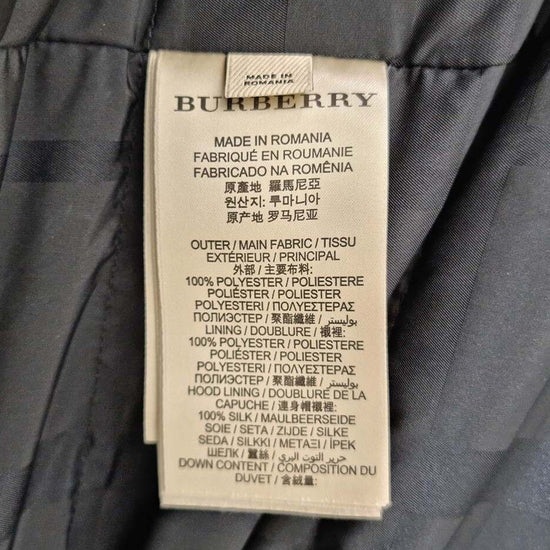 MADE IN
ROMANIA
BURBERRY
MADE IN ROMANIA
FABRIQUÉ EN ROUMANIE
FABRICADO NA ROMÊNIA
原產地 羅馬尼亞
원산지: 루마니아
原产地 罗马尼亚
OUTER / MAIN FABRIC / TISSU
EXTÉRIEUR / PRINCIPAL
外部 / 主要布料:
100% POLYESTER / POLIESTERE
POLIÉSTER / POLIESTER
POLYESTERI / ΠΟΛΥΕΣΤΕΡΑΣ
ПОЛИЭСТЕР / 聚酯纖維 / بوليستر
LINING / DOUBLURE / 襯裡:
100% POLYESTER / POLIESTERE
POLIÉSTER / POLIESTER
POLYESTERI / ΠΟΛΥΕΣΤΕΡΑΣ
ПОЛИЭСТЕР / 聚酯纖維 / بوليستر
HOOD LINING / DOUBLURE DE LA
CAPUCHE / 連身帽襯裡:
100% SILK / MAULBEERSEIDE
SOIE / SETA / ZIJDE / SILKE
SEDA / SILKKI / ΜΕΤΑΞΙ / İPEK
ШЕЛК / 蠶絲 / حرير التوت البري
DOWN CONTENT / COMPOSITION DU
DUVET / 含絨量: